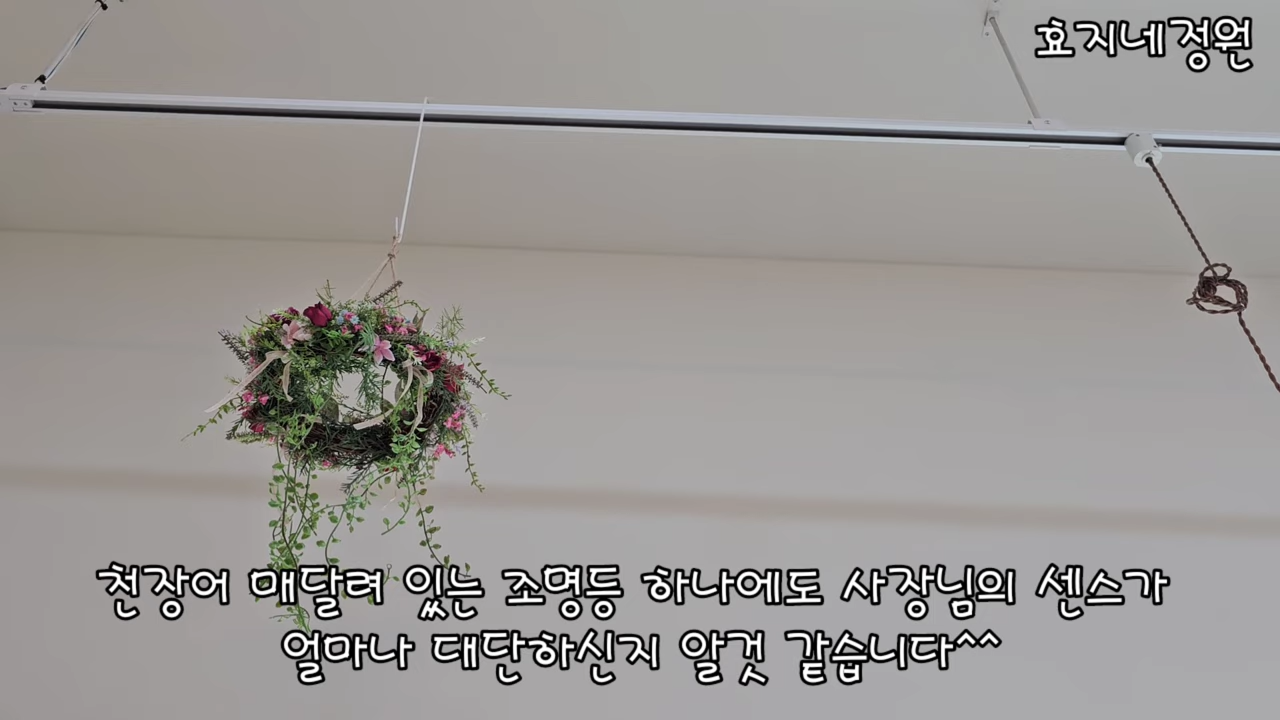 효지네정원
천장어 매달려 있는 조명등 하나에도 사장님의 센스가
얼마나 대단하신지 알것 같습니다^^